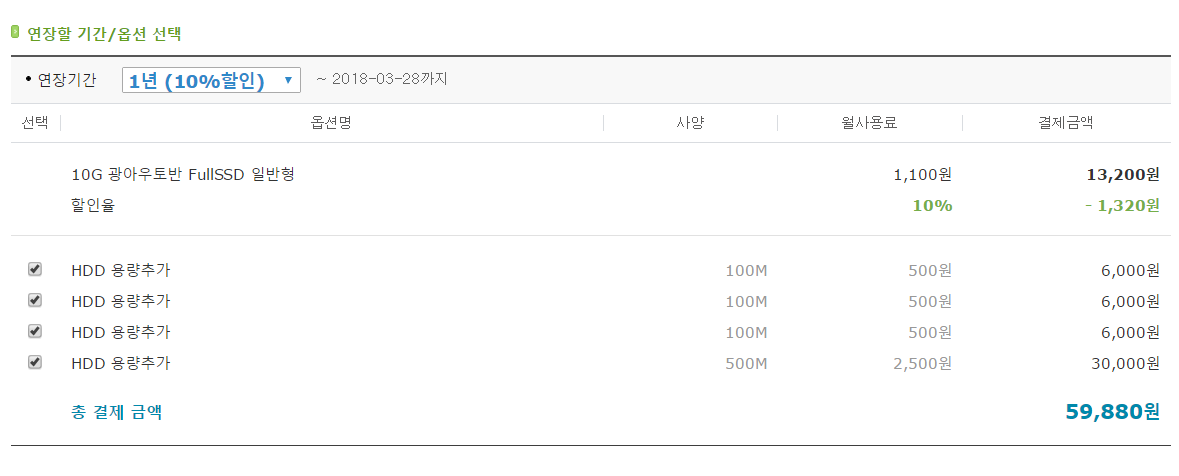 연장할 기간/옵션 선택
• 연장기간 1년 (10%할인) ▼ ~ 2018-03-28까지
선택 옵션명 사양 월사용료 결제금액
10G 광아우토반 FullSSD 일반형 1,100원 13,200원
할인율 10% - 1,320원
HDD 용량추가 100M 500원 6,000원
HDD 용량추가 100M 500원 6,000원
HDD 용량추가 100M 500원 6,000원
HDD 용량추가 500M 2,500원 30,000원
총 결제 금액 59,880원